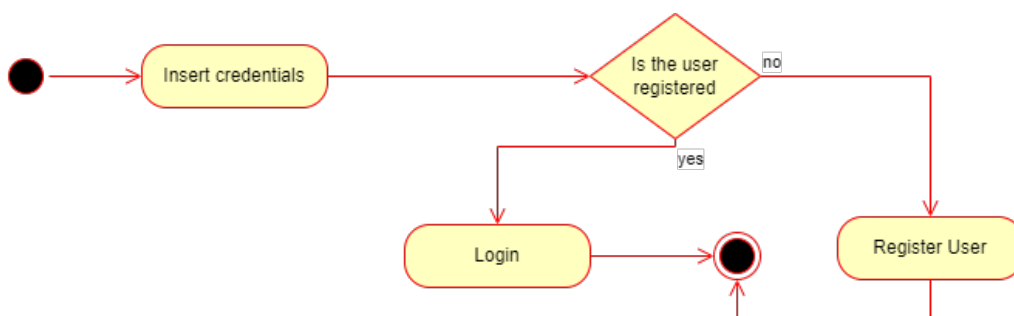 Insert credentials
Is the user
registered
no
yes
Login
Register User